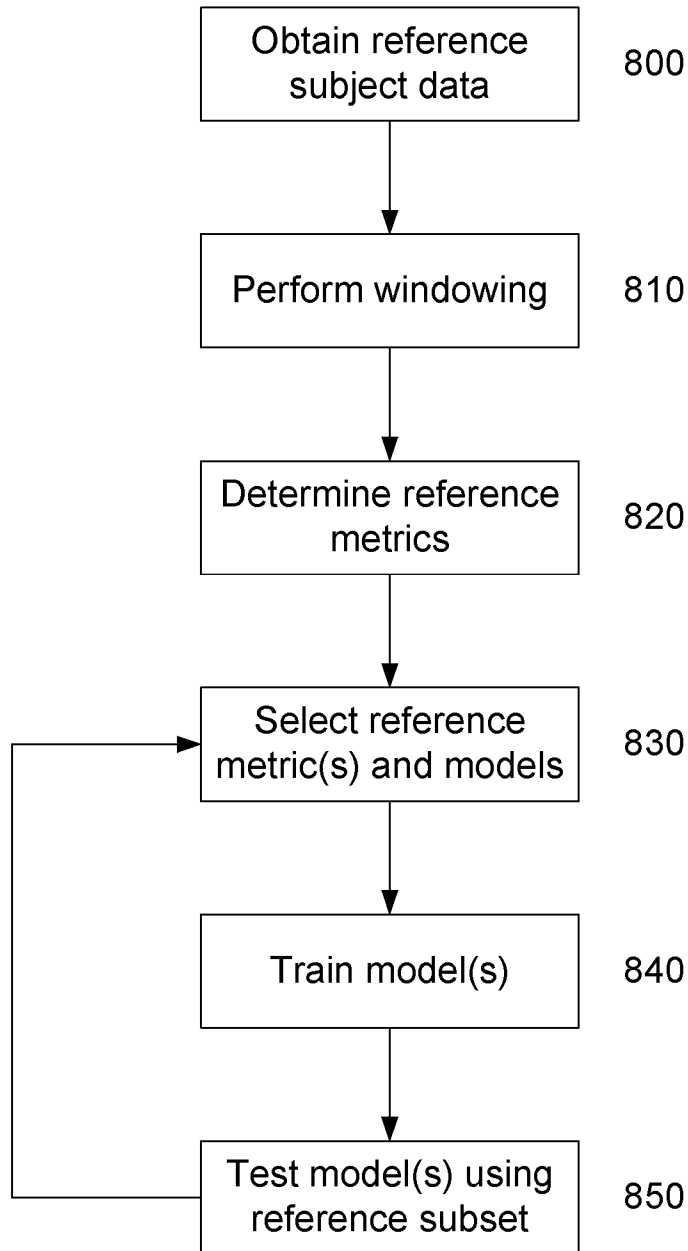 Obtain reference
subject data
800
Perform windowing
810
Determine reference
metrics
820
Select reference
metric(s) and models
830
Train model(s)
840
Test model(s) using
reference subset
850